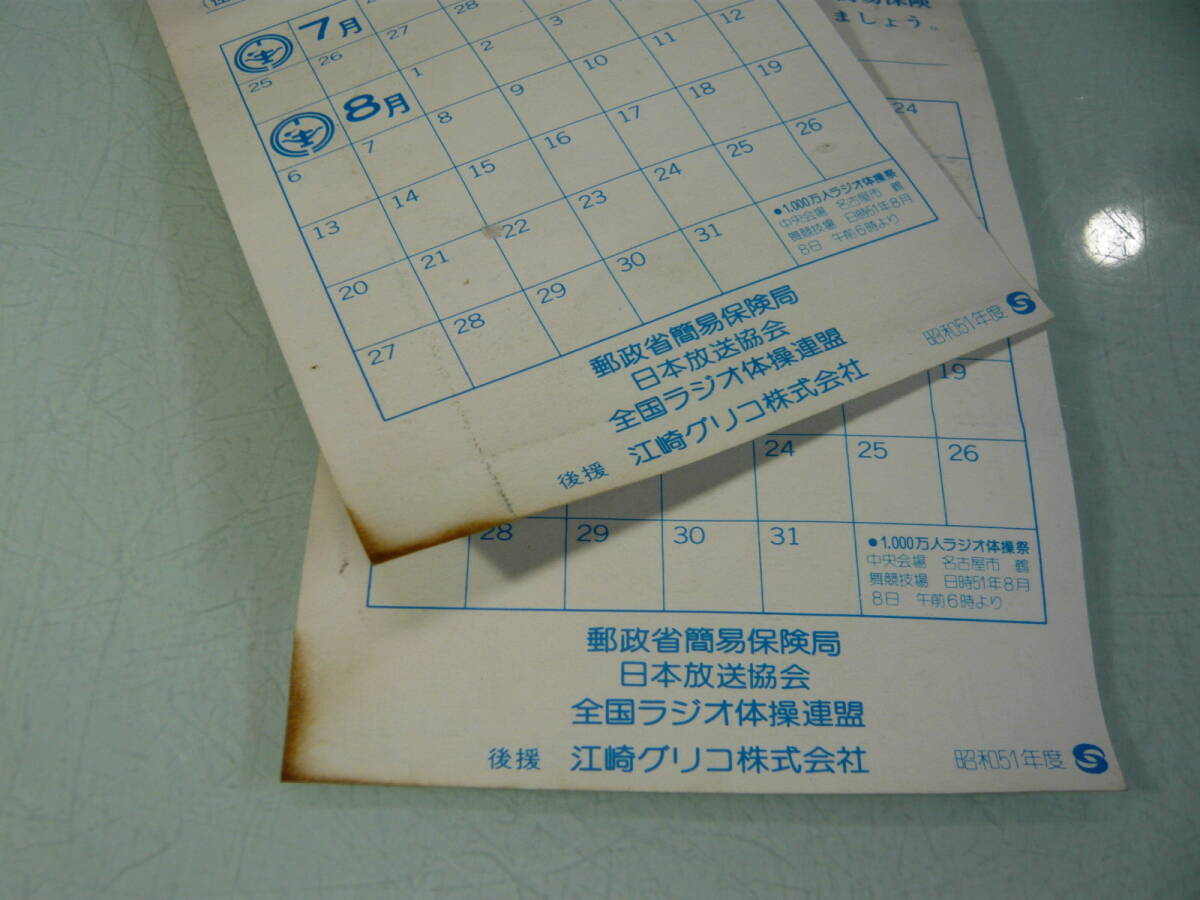 7月
28
25 26 27
8月
1 2 3
12
6 7 8 9 10 11
19
13 14 15 16 17 18
26
20 21 22 23 24 25
27 28 29 30 31
●1,000万人ラジオ体操祭
中央会場 名古屋市 鶴
舞競技場 日時51年8月
8日 午前6時より
郵政省簡易保険局
日本放送協会
全国ラジオ体操連盟
後援 江崎グリコ株式会社
昭和51年度
易保険
ましょう。
24
19
24 25 26
28 29 30 31
●1,000万人ラジオ体操祭
中央会場 名古屋市 鶴
舞競技場 日時51年8月
8日 午前6時より
郵政省簡易保険局
日本放送協会
全国ラジオ体操連盟
後援 江崎グリコ株式会社
昭和51年度